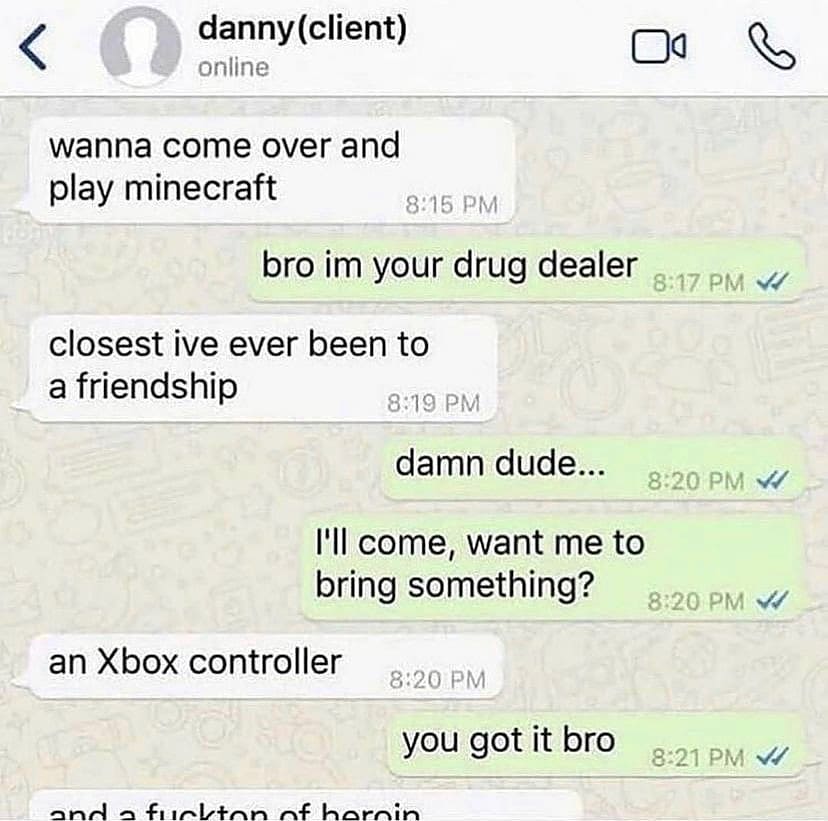 danny(client)
online
wanna come over and
play minecraft
8:15 PM
bro im your drug dealer
8:17 PM
closest ive ever been to
a friendship
8:19 PM
damn dude...
8:20 PM
I'll come, want me to
bring something?
8:20 PM
an Xbox controller
8:20 PM
you got it bro
8:21 PM
and a fuckton of heroin